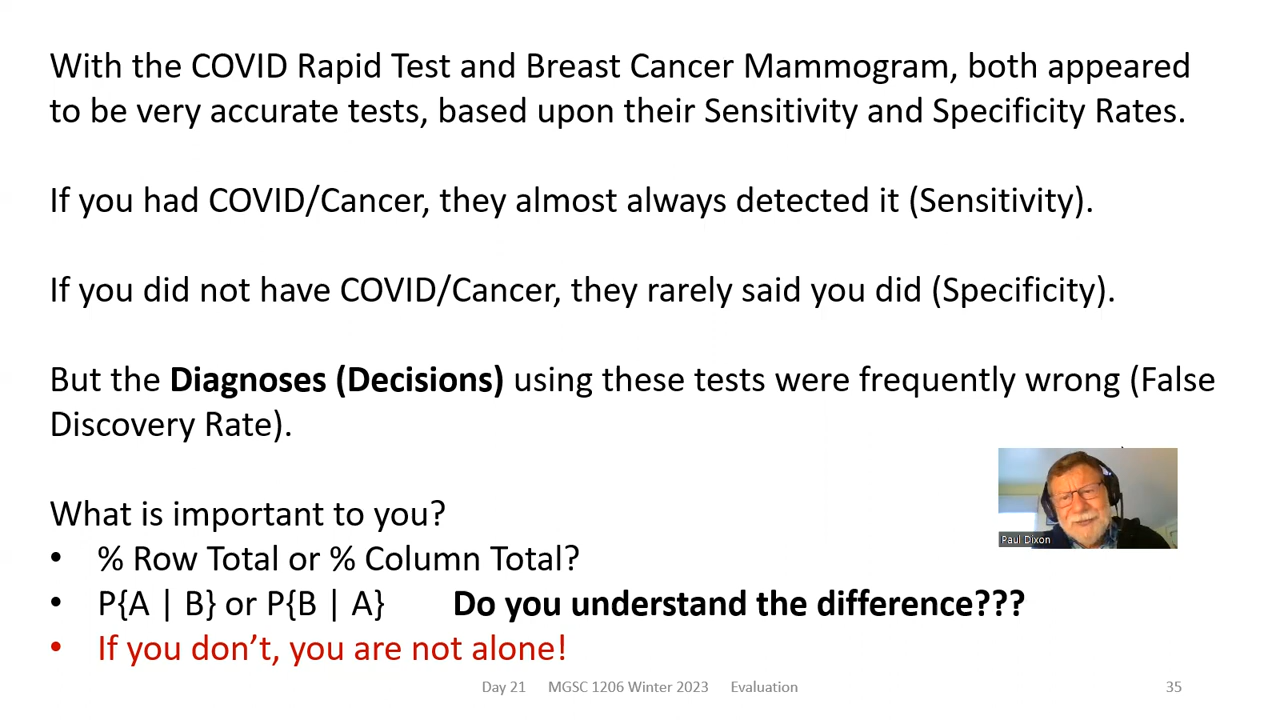 With the COVID Rapid Test and Breast Cancer Mammogram, both appeared
to be very accurate tests, based upon their Sensitivity and Specificity Rates.
If you had COVID/Cancer, they almost always detected it (Sensitivity).
If you did not have COVID/Cancer, they rarely said you did (Specificity).
But the Diagnoses (Decisions) using these tests were frequently wrong (False
Discovery Rate).
What is important to you?
• % Row Total or % Column Total?
• P{A | B} or P{B | A} Do you understand the difference???
• If you don’t, you are not alone!
Paul Dixon
Day 21 MGSC 1206 Winter 2023 Evaluation 35